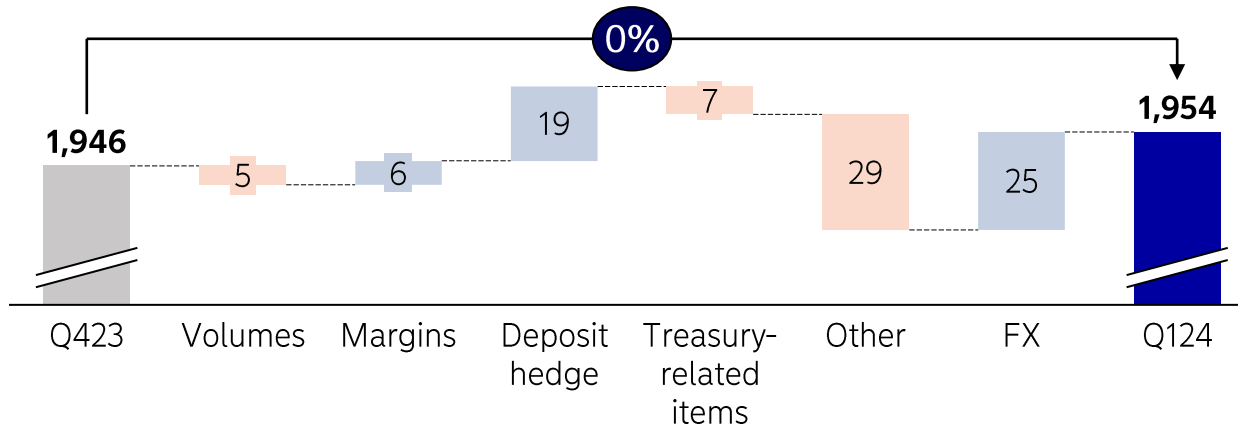 0%
1,946
5
6
19
7
29
25
1,954
Q423
Volumes
Margins
Deposit
hedge
Treasury-
related
items
Other
FX
Q124